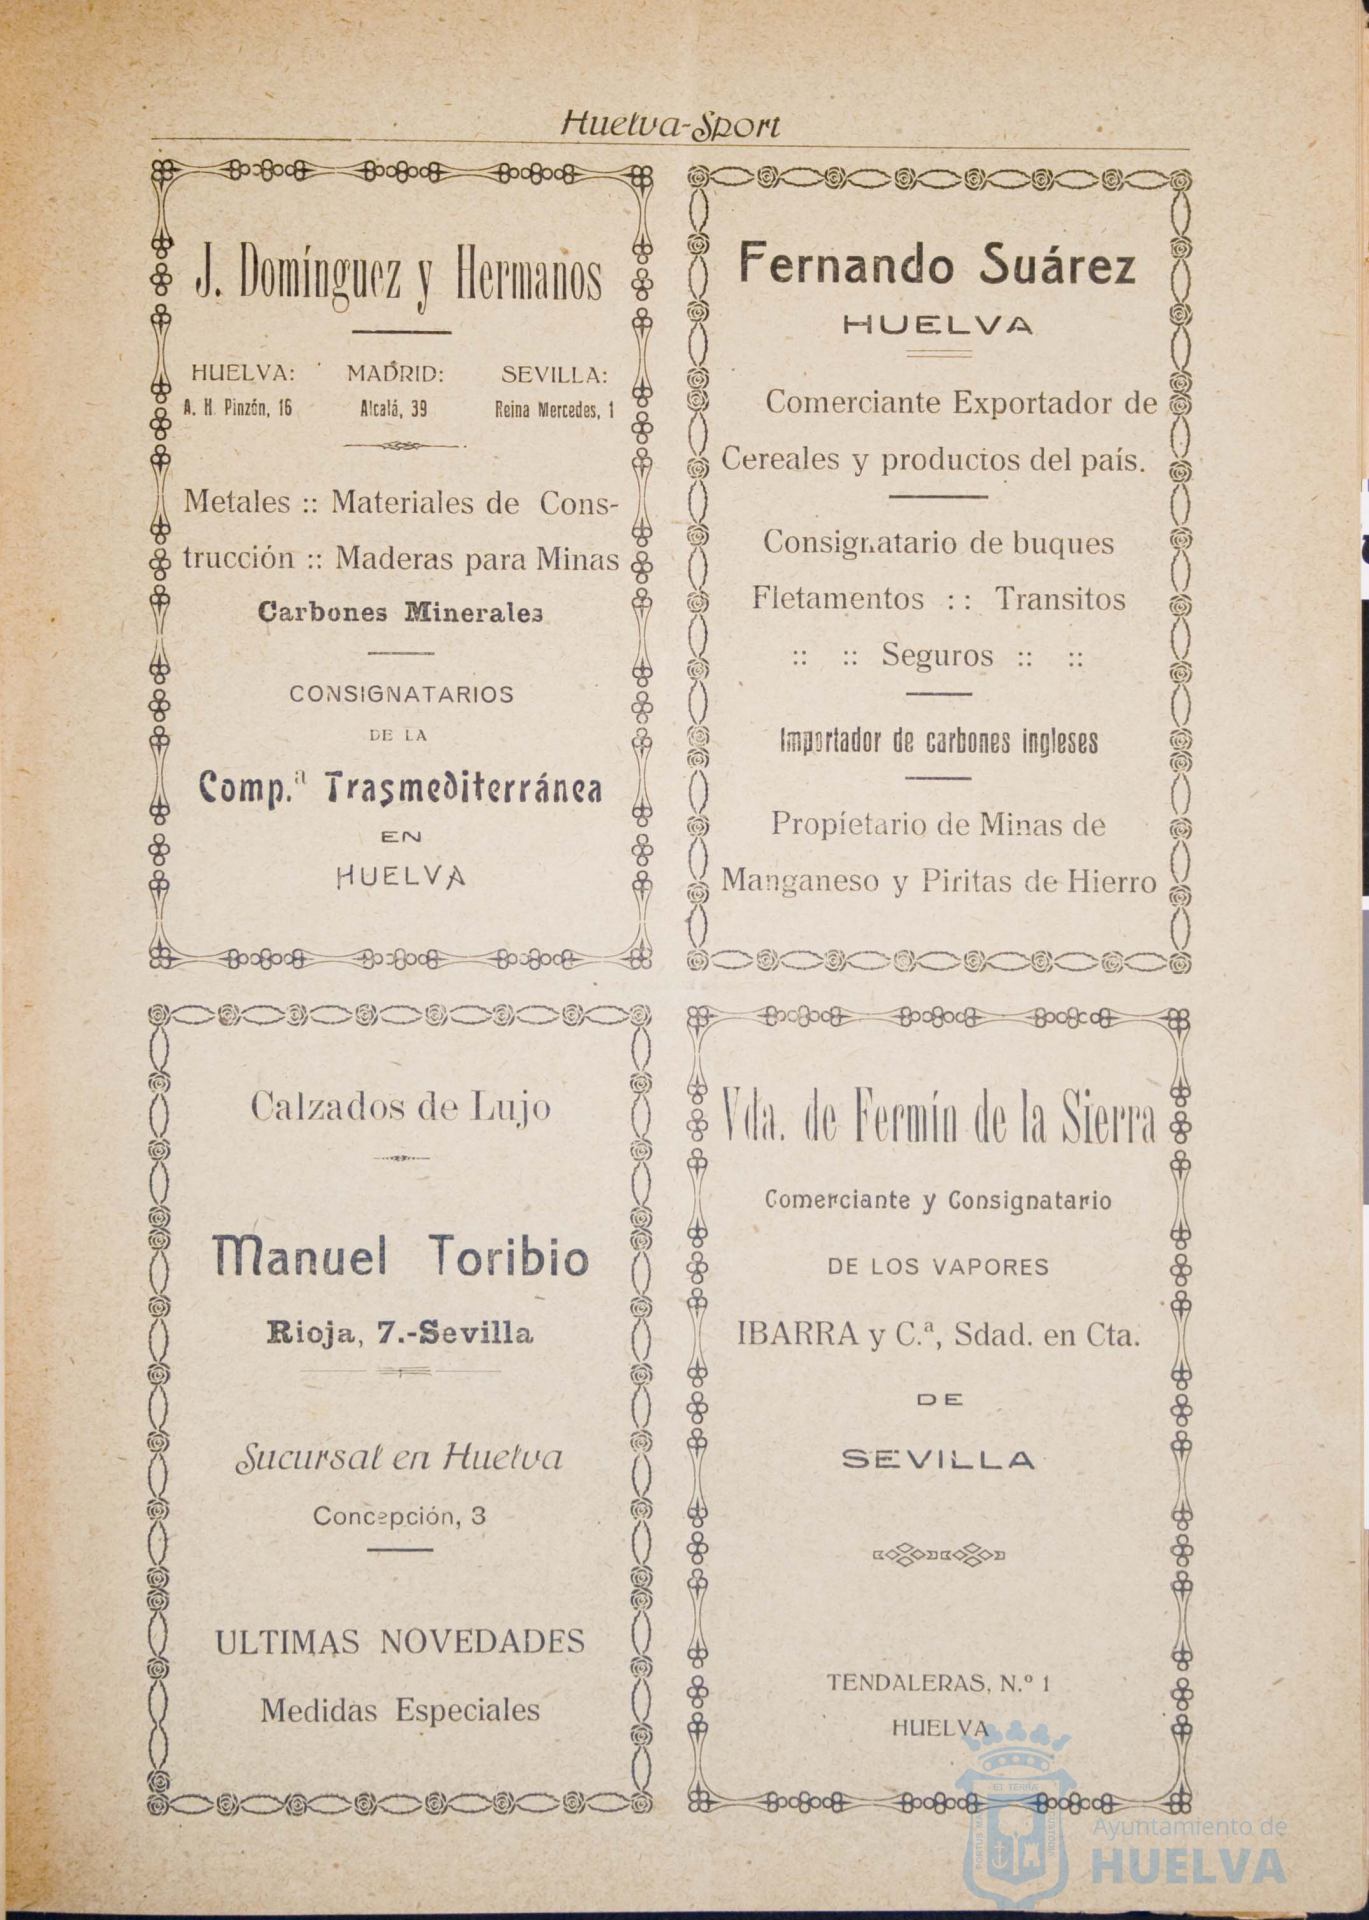 Huelva-Sport
J. Domínguez y Hermanos
HUELVA: MADRID: SEVILLA:
A. H. Pinzón, 16 Alcalá, 39 Reina Mercedes, 1
Metales :: Materiales de Cons-
trucción :: Maderas para Minas
Carbones Minerales
CONSIGNATARIOS
DE LA
Comp.ª Trasmediterránea
EN
HUELVA
Fernando Suárez
HUELVA
Comerciante Exportador de
Cereales y productos del país.
Consignatario de buques
Fletamentos :: Transitos
:: :: Seguros :: ::
Importador de carbones ingleses
Propietario de Minas de
Manganeso y Piritas de Hierro
Calzados de Lujo
Manuel Toribio
Rioja, 7.-Sevilla
Sucursal en Huelva
Concepción, 3
ULTIMAS NOVEDADES
Medidas Especiales
Vda. de Fermín de la Sierra
Comerciante y Consignatario
DE LOS VAPORES
IBARRA y C.ª, Sdad. en Cta.
DE
SEVILLA
TENDALERAS, N.º 1
HUELVA
ET TERRÆ
Ayuntamiento de
HUELVA